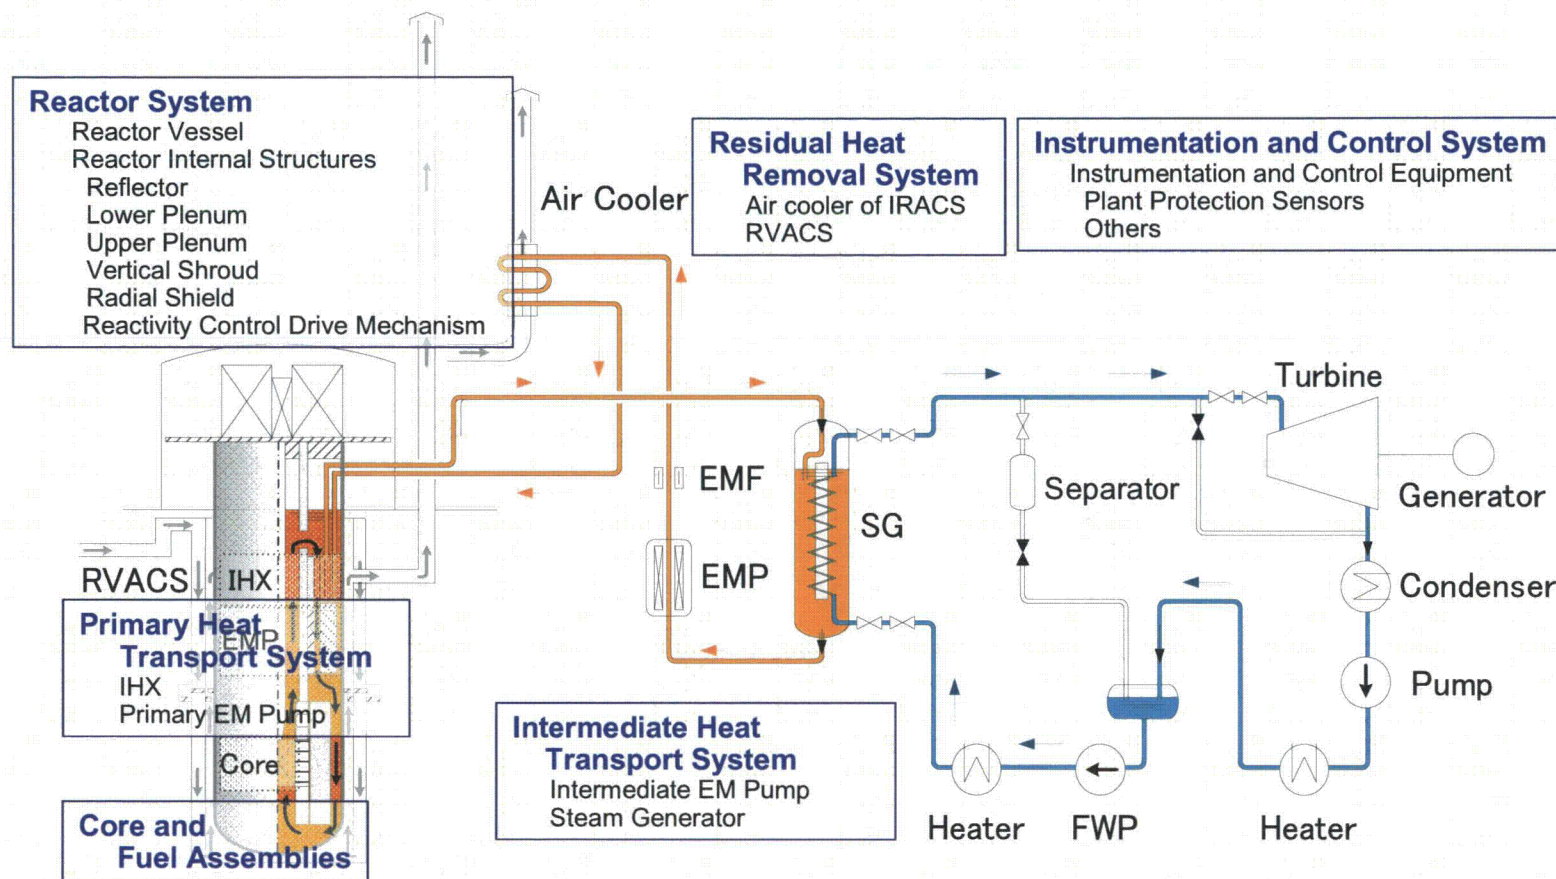 Reactor System
Reactor Vessel
Reactor Internal Structures
Reflector
Lower Plenum
Upper Plenum
Vertical Shroud
Radial Shield
Reactivity Control Drive Mechanism
Air Cooler
Residual Heat
Removal System
Air cooler of IRACS
RVACS
Instrumentation and Control System
Instrumentation and Control Equipment
Plant Protection Sensors
Others
Turbine
EMF
Separator
Generator
SG
RVACS
IHX
EMP
Condenser
Primary Heat
EMP
Transport System
IHX
Primary EM Pump
Pump
Intermediate Heat
Transport System
Intermediate EM Pump
Steam Generator
Core
Heater
FWP
Heater
Core and
Fuel Assemblies